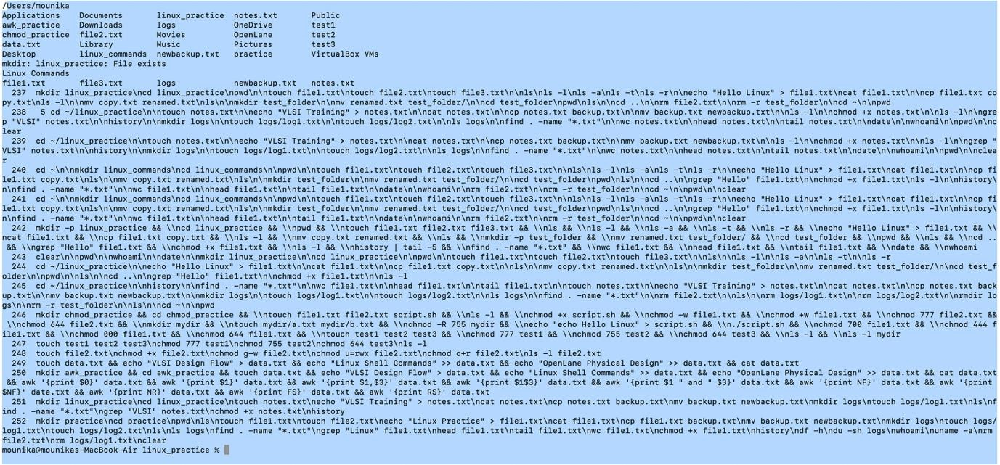 /Users/mounika
Applications    Documents       linux_practice  notes.txt       Public
awk_practice    Downloads       logs            OneDrive        test1
chmod_practice  file2.txt       Movies          OpenLane        test2
data.txt        Library         Music           Pictures        test3
Desktop         linux_commands  newbackup.txt   practice        VirtualBox VMs
mkdir: linux_practice: File exists
Linux Commands
file1.txt       file3.txt       logs            newbackup.txt   notes.txt
  237  mkdir linux_practice\ncd linux_practice\npwd\n\ntouch file1.txt\ntouch file2.txt\ntouch file3.txt\n\nls\nls -l\nls -a\nls -t\nls -r\n\necho "Hello Linux" > file1.txt\ncat file1.txt\n\ncp file1.txt co
py.txt\nls -l\n\nmv copy.txt renamed.txt\nls\n\nmkdir test_folder\n\nmv renamed.txt test_folder/\n\ncd test_folder\npwd\nls\n\ncd ..\n\nrm file2.txt\n\nrm -r test_folder\n\ncd ~\n\npwd
  238   5 cd ~/linux_practice\n\ntouch notes.txt\n\necho "VLSI Training" > notes.txt\n\ncat notes.txt\n\ncp notes.txt backup.txt\n\nmv backup.txt newbackup.txt\n\nls -l\n\nchmod +x notes.txt\n\nls -l\n\ngre
p "VLSI" notes.txt\n\nhistory\n\nmkdir logs\n\ntouch logs/log1.txt\n\ntouch logs/log2.txt\n\nls logs\n\nfind . -name "*.txt"\n\nwc notes.txt\n\nhead notes.txt\n\ntail notes.txt\n\ndate\n\nwhoami\n\npwd\n\nc
lear
  239  cd ~/linux_practice\n\ntouch notes.txt\n\necho "VLSI Training" > notes.txt\n\ncat notes.txt\n\ncp notes.txt backup.txt\n\nmv backup.txt newbackup.txt\n\nls -l\n\nchmod +x notes.txt\n\nls -l\n\ngrep "
VLSI" notes.txt\n\nhistory\n\nmkdir logs\n\ntouch logs/log1.txt\n\ntouch logs/log2.txt\n\nls logs\n\nfind . -name "*.txt"\n\nwc notes.txt\n\nhead notes.txt\n\ntail notes.txt\n\ndate\n\nwhoami\n\npwd\n\nclea
r
  240  cd ~\n\nmkdir linux_commands\ncd linux_commands\n\npwd\n\ntouch file1.txt\ntouch file2.txt\ntouch file3.txt\n\nls\nls -l\nls -a\nls -t\nls -r\n\necho "Hello Linux" > file1.txt\ncat file1.txt\n\ncp fi
le1.txt copy.txt\nls\n\nmv copy.txt renamed.txt\nls\n\nmkdir test_folder\n\nmv renamed.txt test_folder/\n\ncd test_folder\npwd\nls\n\ncd ..\n\ngrep "Hello" file1.txt\n\nchmod +x file1.txt\nls -l\n\nhistory\
n\nfind . -name "*.txt"\n\nwc file1.txt\n\nhead file1.txt\n\ntail file1.txt\n\ndate\n\nwhoami\n\nrm file2.txt\n\nrm -r test_folder\n\ncd ~\n\npwd\n\nclear
  241  cd ~\n\nmkdir linux_commands\ncd linux_commands\n\npwd\n\ntouch file1.txt\ntouch file2.txt\ntouch file3.txt\n\nls\nls -l\nls -a\nls -t\nls -r\n\necho "Hello Linux" > file1.txt\ncat file1.txt\n\ncp fi
le1.txt copy.txt\nls\n\nmv copy.txt renamed.txt\nls\n\nmkdir test_folder\n\nmv renamed.txt test_folder/\n\ncd test_folder\npwd\nls\n\ncd ..\n\ngrep "Hello" file1.txt\n\nchmod +x file1.txt\nls -l\n\nhistory\
n\nfind . -name "*.txt"\n\nwc file1.txt\n\nhead file1.txt\n\ntail file1.txt\n\ndate\n\nwhoami\n\nrm file2.txt\n\nrm -r test_folder\n\ncd ~\n\npwd\n\nclear
  242  mkdir -p linux_practice && \\ncd linux_practice && \\npwd && \\ntouch file1.txt file2.txt file3.txt && \\nls && \\nls -l && \\nls -a && \\nls -t && \\nls -r && \\necho "Hello Linux" > file1.txt && \\
ncat file1.txt && \\ncp file1.txt copy.txt && \\nls -l && \\nmv copy.txt renamed.txt && \\nls && \\nmkdir -p test_folder && \\nmv renamed.txt test_folder/ && \\ncd test_folder && \\npwd && \\nls && \\ncd ..
 && \\ngrep "Hello" file1.txt && \\nchmod +x file1.txt && \\nls -l && \\nhistory | tail -5 && \\nfind . -name "*.txt" && \\nwc file1.txt && \\nhead file1.txt && \\ntail file1.txt && \\ndate && \\nwhoami
  243  clear\n\npwd\n\nwhoami\n\ndate\n\nmkdir linux_practice\n\ncd linux_practice\n\npwd\n\ntouch file1.txt\ntouch file2.txt\ntouch file3.txt\n\nls\n\nls -l\n\nls -a\n\nls -t\n\nls -r
  244  cd ~/linux_practice\n\necho "Hello Linux" > file1.txt\n\ncat file1.txt\n\ncp file1.txt copy.txt\n\nls\n\nmv copy.txt renamed.txt\n\nls\n\nmkdir test_folder\n\nmv renamed.txt test_folder/\n\ncd test_f
older\n\npwd\n\nls\n\ncd ..\n\ngrep "Hello" file1.txt\n\nchmod +x file1.txt\n\nls -l
  245  cd ~/linux_practice\n\nhistory\n\nfind . -name "*.txt"\n\nwc file1.txt\n\nhead file1.txt\n\ntail file1.txt\n\ntouch notes.txt\n\necho "VLSI Training" > notes.txt\n\ncat notes.txt\n\ncp notes.txt back
up.txt\n\nmv backup.txt newbackup.txt\n\nmkdir logs\n\ntouch logs/log1.txt\n\ntouch logs/log2.txt\n\nls logs\n\nfind . -name "*.txt"\n\nrm file2.txt\n\nls\n\nrm logs/log1.txt\n\nrm logs/log2.txt\n\nrmdir lo
gs\n\nrm -r test_folder\n\nls\n\ncd ~\n\npwd
  246  mkdir chmod_practice && cd chmod_practice && \\ntouch file1.txt file2.txt script.sh && \\nls -l && \\nchmod +x script.sh && \\nchmod -w file1.txt && \\nchmod +w file1.txt && \\nchmod 777 file2.txt &&
 \\nchmod 644 file2.txt && \\nmkdir mydir && \\ntouch mydir/a.txt mydir/b.txt && \\nchmod -R 755 mydir && \\necho "echo Hello Linux" > script.sh && \\n./script.sh && \\nchmod 700 file1.txt && \\nchmod 444 f
ile1.txt && \\nchmod 000 file1.txt && \\nchmod 644 file1.txt && \\ntouch test1 test2 test3 && \\nchmod 777 test1 && \\nchmod 755 test2 && \\nchmod 644 test3 && \\nls -l && \\nls -l mydir
  247  touch test1 test2 test3\nchmod 777 test1\nchmod 755 test2\nchmod 644 test3\nls -l
  248  touch file2.txt\nchmod +x file2.txt\nchmod g-w file2.txt\nchmod u=rwx file2.txt\nchmod o+r file2.txt\nls -l file2.txt
  249  touch data.txt && echo "VLSI Design Flow" > data.txt && echo "Linux Shell Commands" >> data.txt && echo "OpenLane Physical Design" >> data.txt && cat data.txt
  250  mkdir awk_practice && cd awk_practice && touch data.txt && echo "VLSI Design Flow" > data.txt && echo "Linux Shell Commands" >> data.txt && echo "OpenLane Physical Design" >> data.txt && cat data.txt
 && awk '{print $0}' data.txt && awk '{print $1}' data.txt && awk '{print $1,$3}' data.txt && awk '{print $1$3}' data.txt && awk '{print $1 " and " $3}' data.txt && awk '{print NF}' data.txt && awk '{print 
$NF}' data.txt && awk '{print NR}' data.txt && awk '{print FS}' data.txt && awk '{print RS}' data.txt
  251  mkdir linux_practice\ncd linux_practice\ntouch notes.txt\necho "VLSI Training" > notes.txt\ncat notes.txt\ncp notes.txt backup.txt\nmv backup.txt newbackup.txt\nmkdir logs\ntouch logs/log1.txt\nls\nf
ind . -name "*.txt"\ngrep "VLSI" notes.txt\nchmod +x notes.txt\nhistory
  252  mkdir practice\ncd practice\npwd\nls\ntouch file1.txt\ntouch file2.txt\necho "Linux Practice" > file1.txt\ncat file1.txt\ncp file1.txt backup.txt\nmv backup.txt newbackup.txt\nmkdir logs\ntouch logs/
log1.txt\ntouch logs/log2.txt\nls\nls logs\nfind . -name "*.txt"\ngrep "Linux" file1.txt\nhead file1.txt\ntail file1.txt\nwc file1.txt\nchmod +x file1.txt\nhistory\ndf -h\ndu -sh logs\nwhoami\nuname -a\nrm 
file2.txt\nrm logs/log1.txt\nclear
mounika@mounikas-MacBook-Air linux_practice %